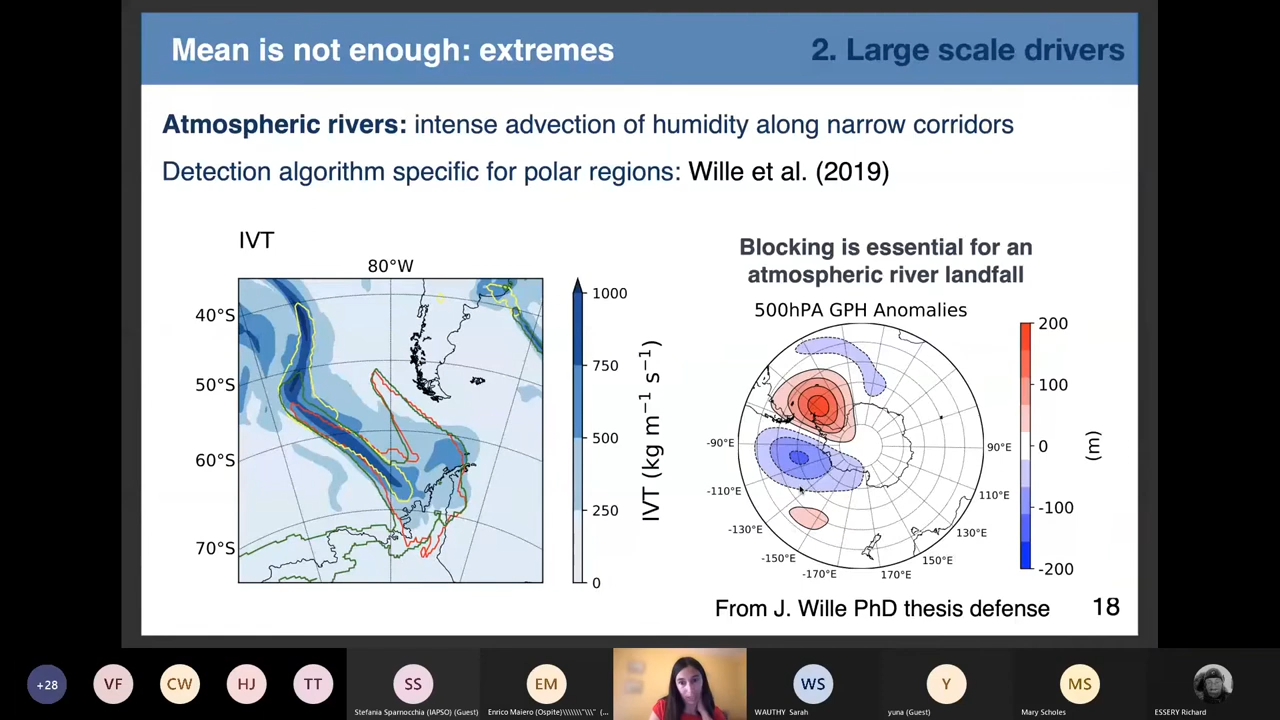 Mean is not enough: extremes
2. Large scale drivers
Atmospheric rivers: intense advection of humidity along narrow corridors
Detection algorithm specific for polar regions: Wille et al. (2019)
IVT
80°W
40°S
50°S
60°S
70°S
1000
750
500
250
0
IVT (kg m⁻¹ s⁻¹)
Blocking is essential for an
atmospheric river landfall
500hPA GPH Anomalies
-90°E
-110°E
-130°E
-150°E
-170°E
170°E
150°E
130°E
110°E
90°E
200
100
0
-100
-200
(m)
From J. Wille PhD thesis defense
18
+28
VF
CW
HJ
TT
SS
Stefania Sparnocchia (IAPSO) (Guest)
EM
Enrico Maiero (Ospite)\\\\\\\"\\\" (...
WS
WAUTHY Sarah
Y
yuna (Guest)
MS
Mary Scholes
ESSERY Richard